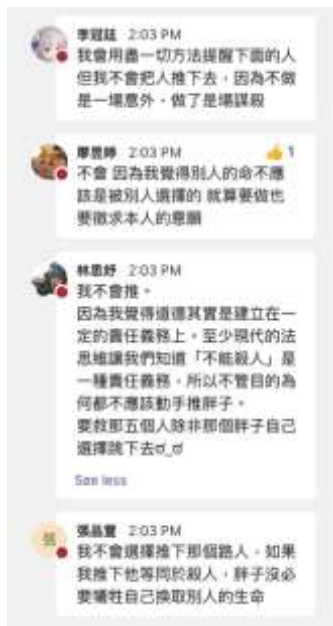 李冠廷 2:03 PM
我會用盡一切方法提醒下面的人
但我不會把人推下去，因為不做
是一場意外，做了是場謀殺
廖昱婷 2:03 PM 1
不會 因為我覺得別人的命不應
該是被別人選擇的 就算要做也
要徵求本人的意願
林思妤 2:03 PM
我不會推。
因為我覺得道德其實是建立在一
定的責任義務上。至少現代的法
思維讓我們知道「不能殺人」是
一種責任義務，所以不管目的為
何都不應該動手推胖子。
要救那五個人除非那個胖子自己
選擇跳下去ಠ_ಠ
See less
張
張晶 2:03 PM
我不會選擇推下那個路人，如果
我推下他等同於殺人，胖子沒必
要犧牲自己換取別人的生命